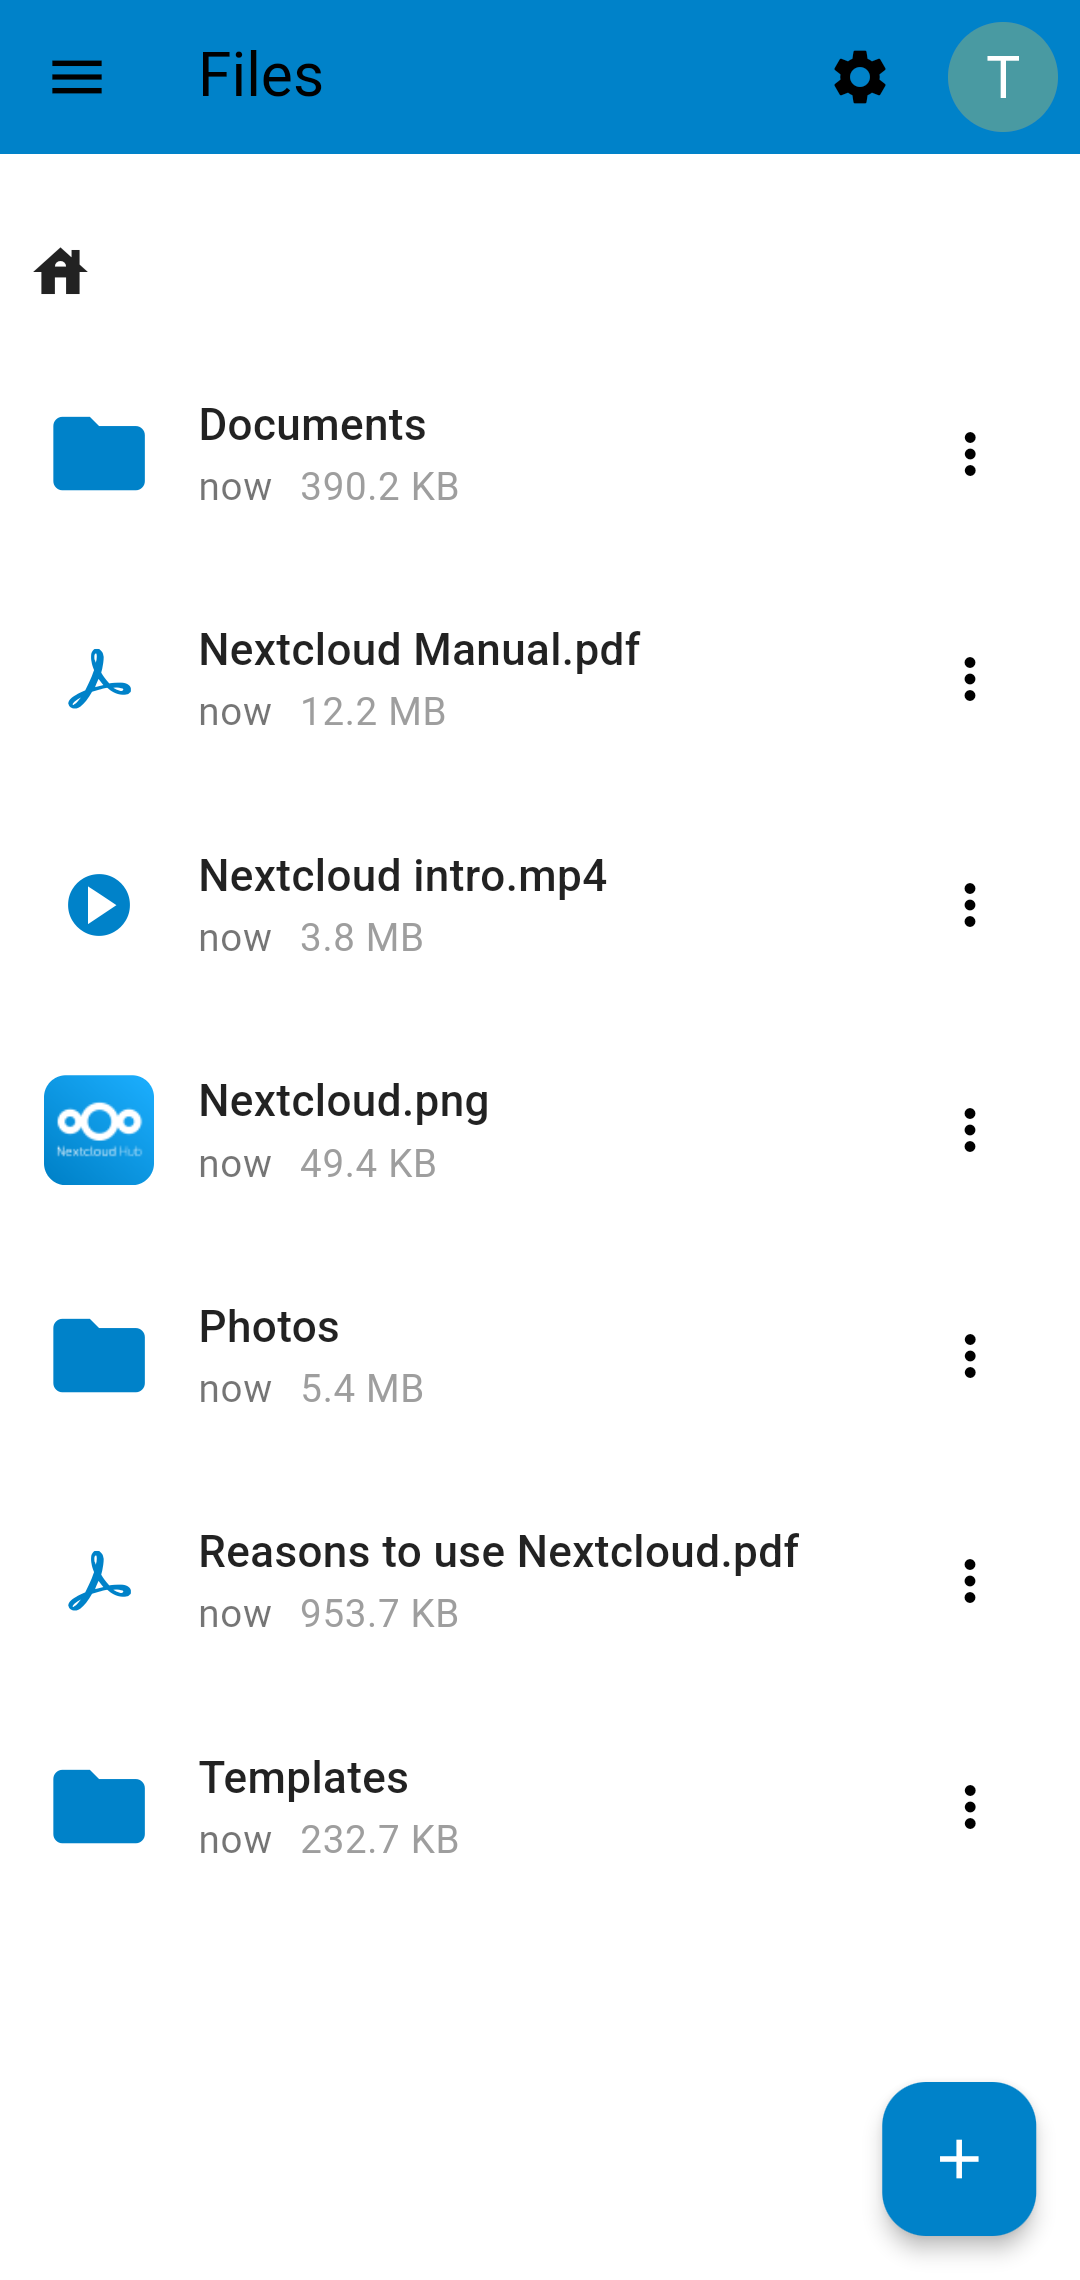 Files
T
Documents
now 390.2 KB
Nextcloud Manual.pdf
now 12.2 MB
Nextcloud intro.mp4
now 3.8 MB
Nextcloud Hub
Nextcloud.png
now 49.4 KB
Photos
now 5.4 MB
Reasons to use Nextcloud.pdf
now 953.7 KB
Templates
now 232.7 KB